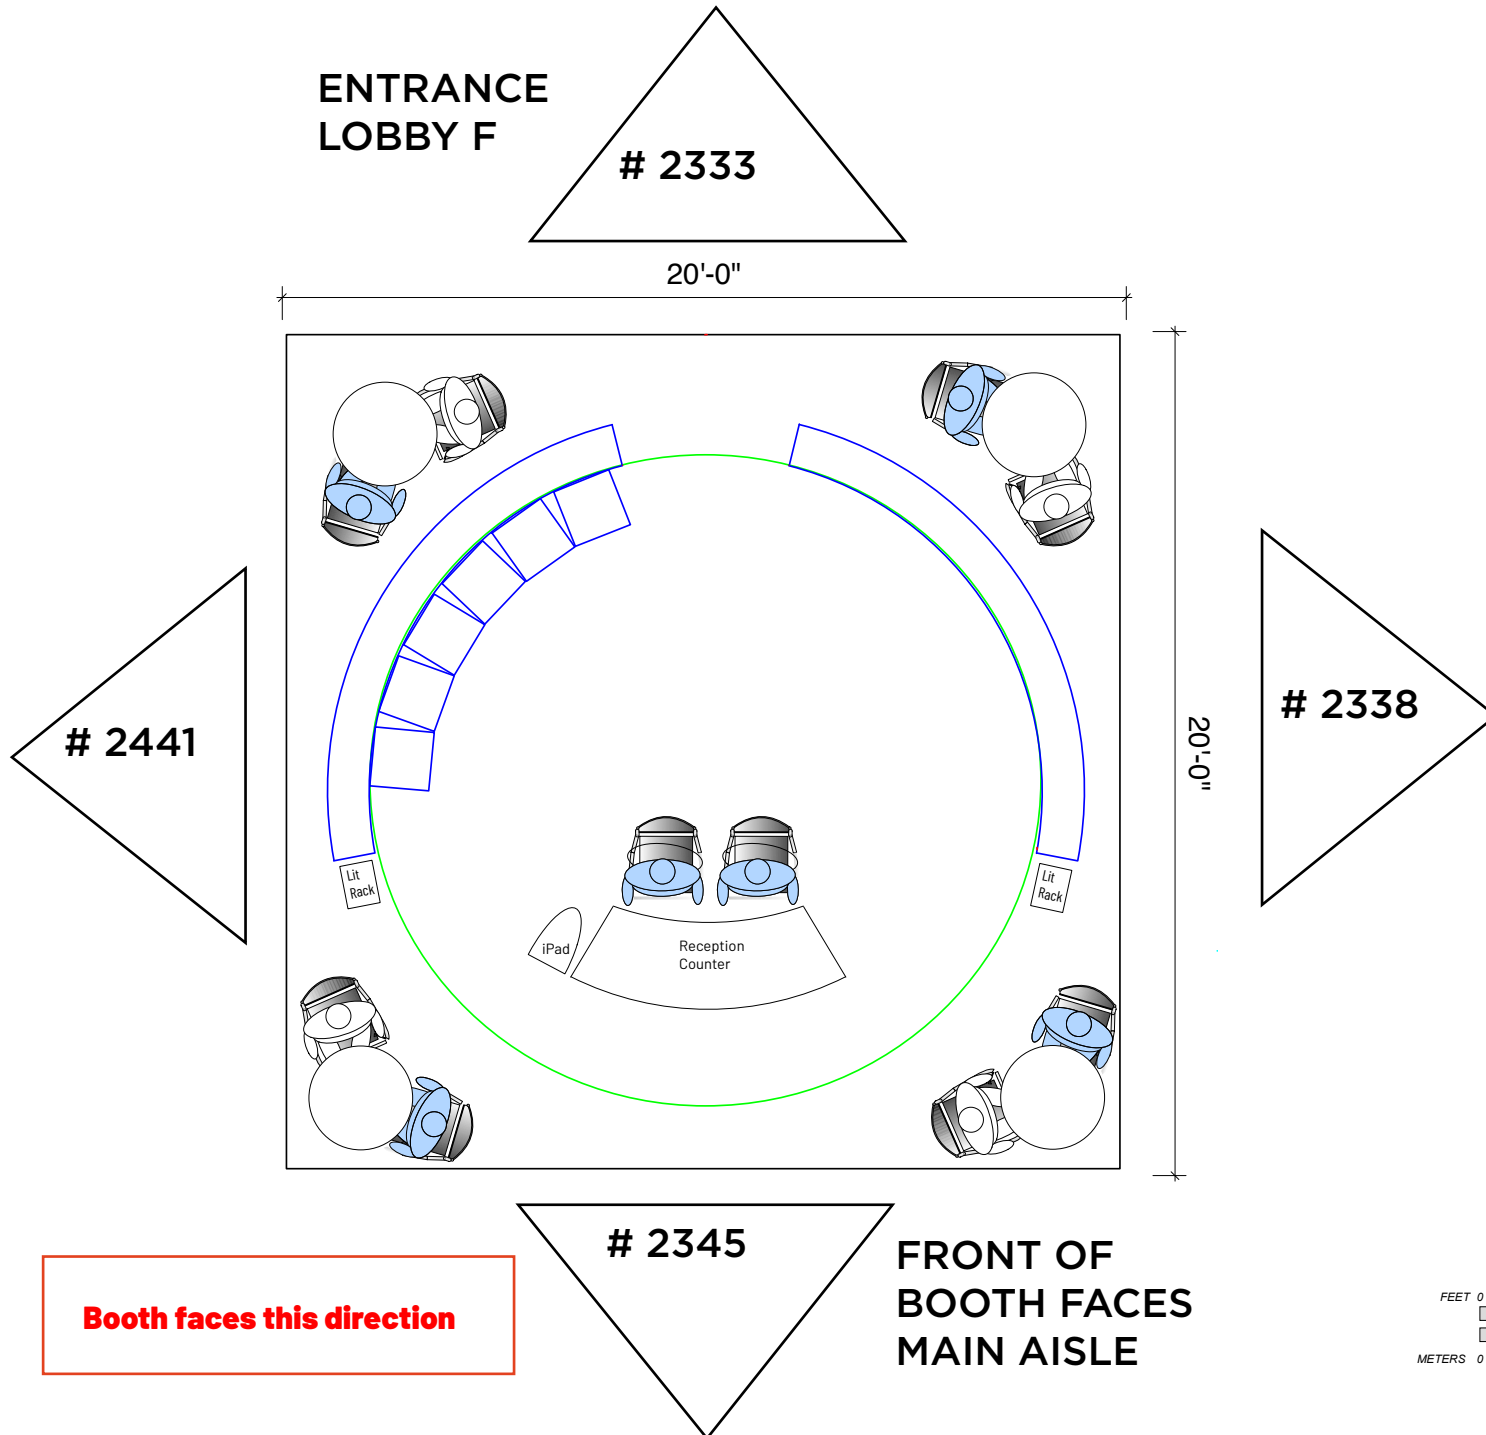 ENTRANCE
LOBBY F
# 2333
20'-0"
# 2441
# 2338
20'-0"
Lit
Rack
Lit
Rack
iPad
Reception
Counter
# 2345
FRONT OF
BOOTH FACES
MAIN AISLE
Booth faces this direction
FEET 0
METERS 0